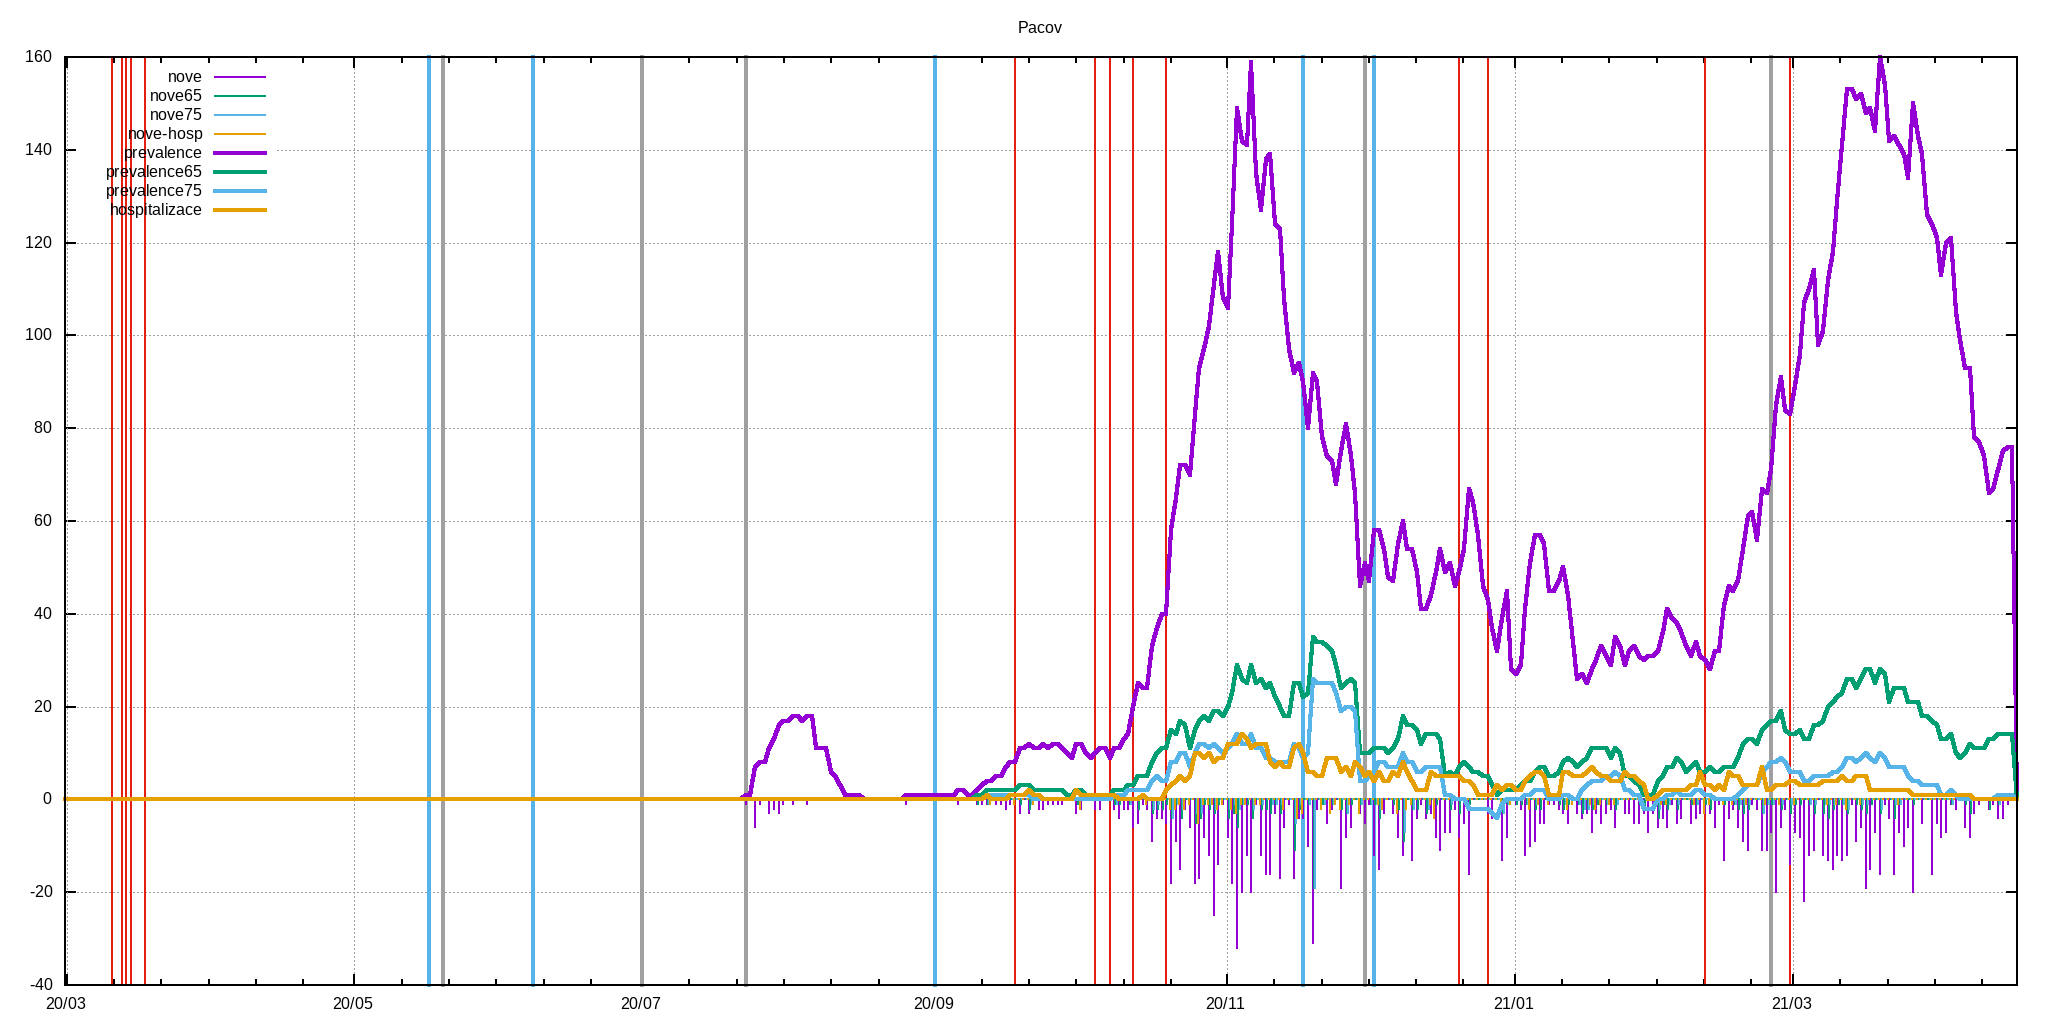 Pacov
160
140
120
100
80
60
40
20
0
-20
-40
nove
nove65
nove75
nove-hosp
prevalence
prevalence65
prevalence75
hospitalizace
20/03 20/05 20/07 20/09 20/11 21/01 21/03